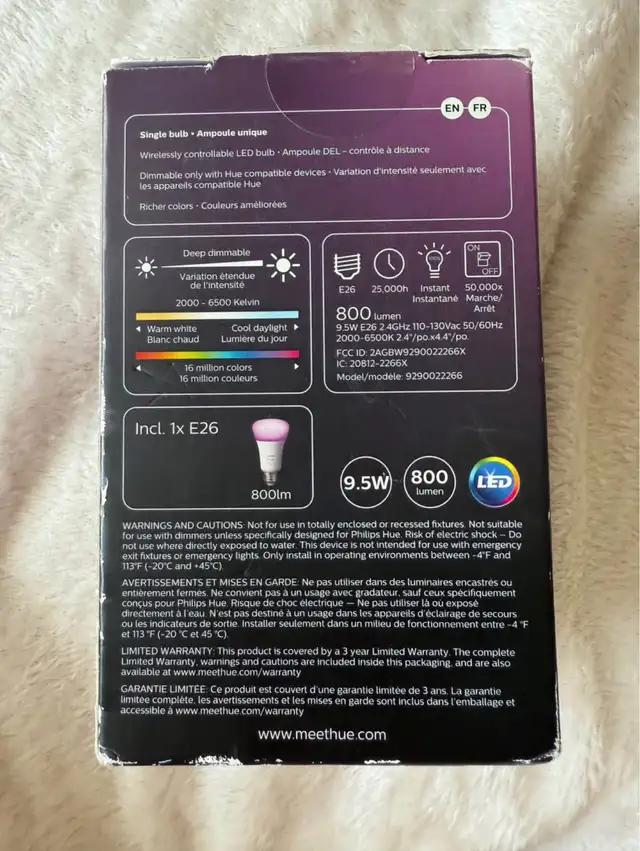 EN FR
Single bulb • Ampoule unique
Wirelessly controllable LED bulb • Ampoule DEL – contrôle à distance
Dimmable only with Hue compatible devices • Variation d'intensité seulement avec
les appareils compatible Hue
Richer colors • Couleurs améliorées
Deep dimmable
Variation étendue
de l'intensité
2000 - 6500 Kelvin
Warm white Cool daylight
Blanc chaud Lumière du jour
16 million colors
16 million couleurs
ON
OFF
E26 25,000h Instant 50,000x
Instantané Marche/
Arrêt
800 lumen
9.5W E26 2.4GHz 110-130Vac 50/60Hz
2000-6500K 2.4"/po.x4.4"/po.
FCC ID: 2AGBW9290022266X
IC: 20812-2266X
Model/modèle: 9290022266
Incl. 1x E26
800lm
9.5W
800
lumen
LED
WARNINGS AND CAUTIONS: Not for use in totally enclosed or recessed fixtures. Not suitable
for use with dimmers unless specifically designed for Philips Hue. Risk of electric shock – Do
not use where directly exposed to water. This device is not intended for use with emergency
exit fixtures or emergency lights. Only install in operating environments between -4°F and
113°F (-20°C and +45°C).
AVERTISSEMENTS ET MISES EN GARDE: Ne pas utiliser dans des luminaires encastrés ou
entièrement fermés. Ne convient pas à un usage avec gradateur, sauf ceux spécifiquement
conçus pour Philips Hue. Risque de choc électrique — Ne pas utiliser là où exposé
directement à l'eau. N'est pas destiné à un usage dans les appareils d'éclairage de secours
ou les indicateurs de sortie. Installer seulement dans un milieu de fonctionnement entre -4 °F
et 113 °F (-20 °C et 45 °C).
LIMITED WARRANTY: This product is covered by a 3 year Limited Warranty. The complete
Limited Warranty, warnings and cautions are included inside this packaging, and are also
available at www.meethue.com/warranty
GARANTIE LIMITÉE: Ce produit est couvert d'une garantie limitée de 3 ans. La garantie
limitée complète, les avertissements et les mises en garde sont inclus dans l'emballage et
accessible à www.meethue.com/warranty
www.meethue.com